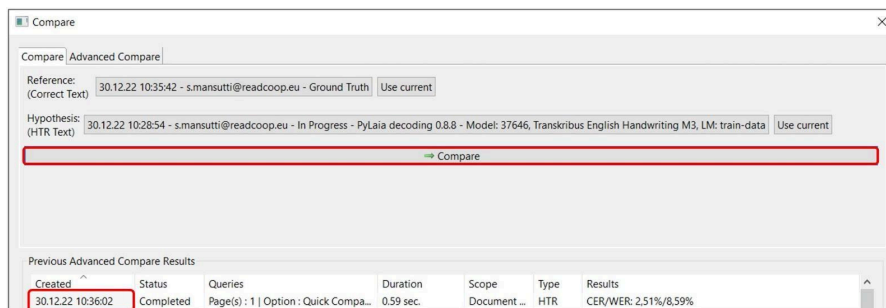 Compare
Compare Advanced Compare
Reference:
(Correct Text) 30.12.22 10:35:42 - s.mansutti@readcoop.eu - Ground Truth Use current
Hypothesis:
(HTR Text) 30.12.22 10:28:54 - s.mansutti@readcoop.eu - In Progress - PyLaia decoding 0.8.8 - Model: 37646, Transkribus English Handwriting M3, LM: train-data Use current
⇒ Compare
Previous Advanced Compare Results
Created Status Queries Duration Scope Type Results
30.12.22 10:36:02 Completed Page(s) : 1 | Option : Quick Compa... 0.59 sec. Document ... HTR CER/WER: 2,51%/8,59%